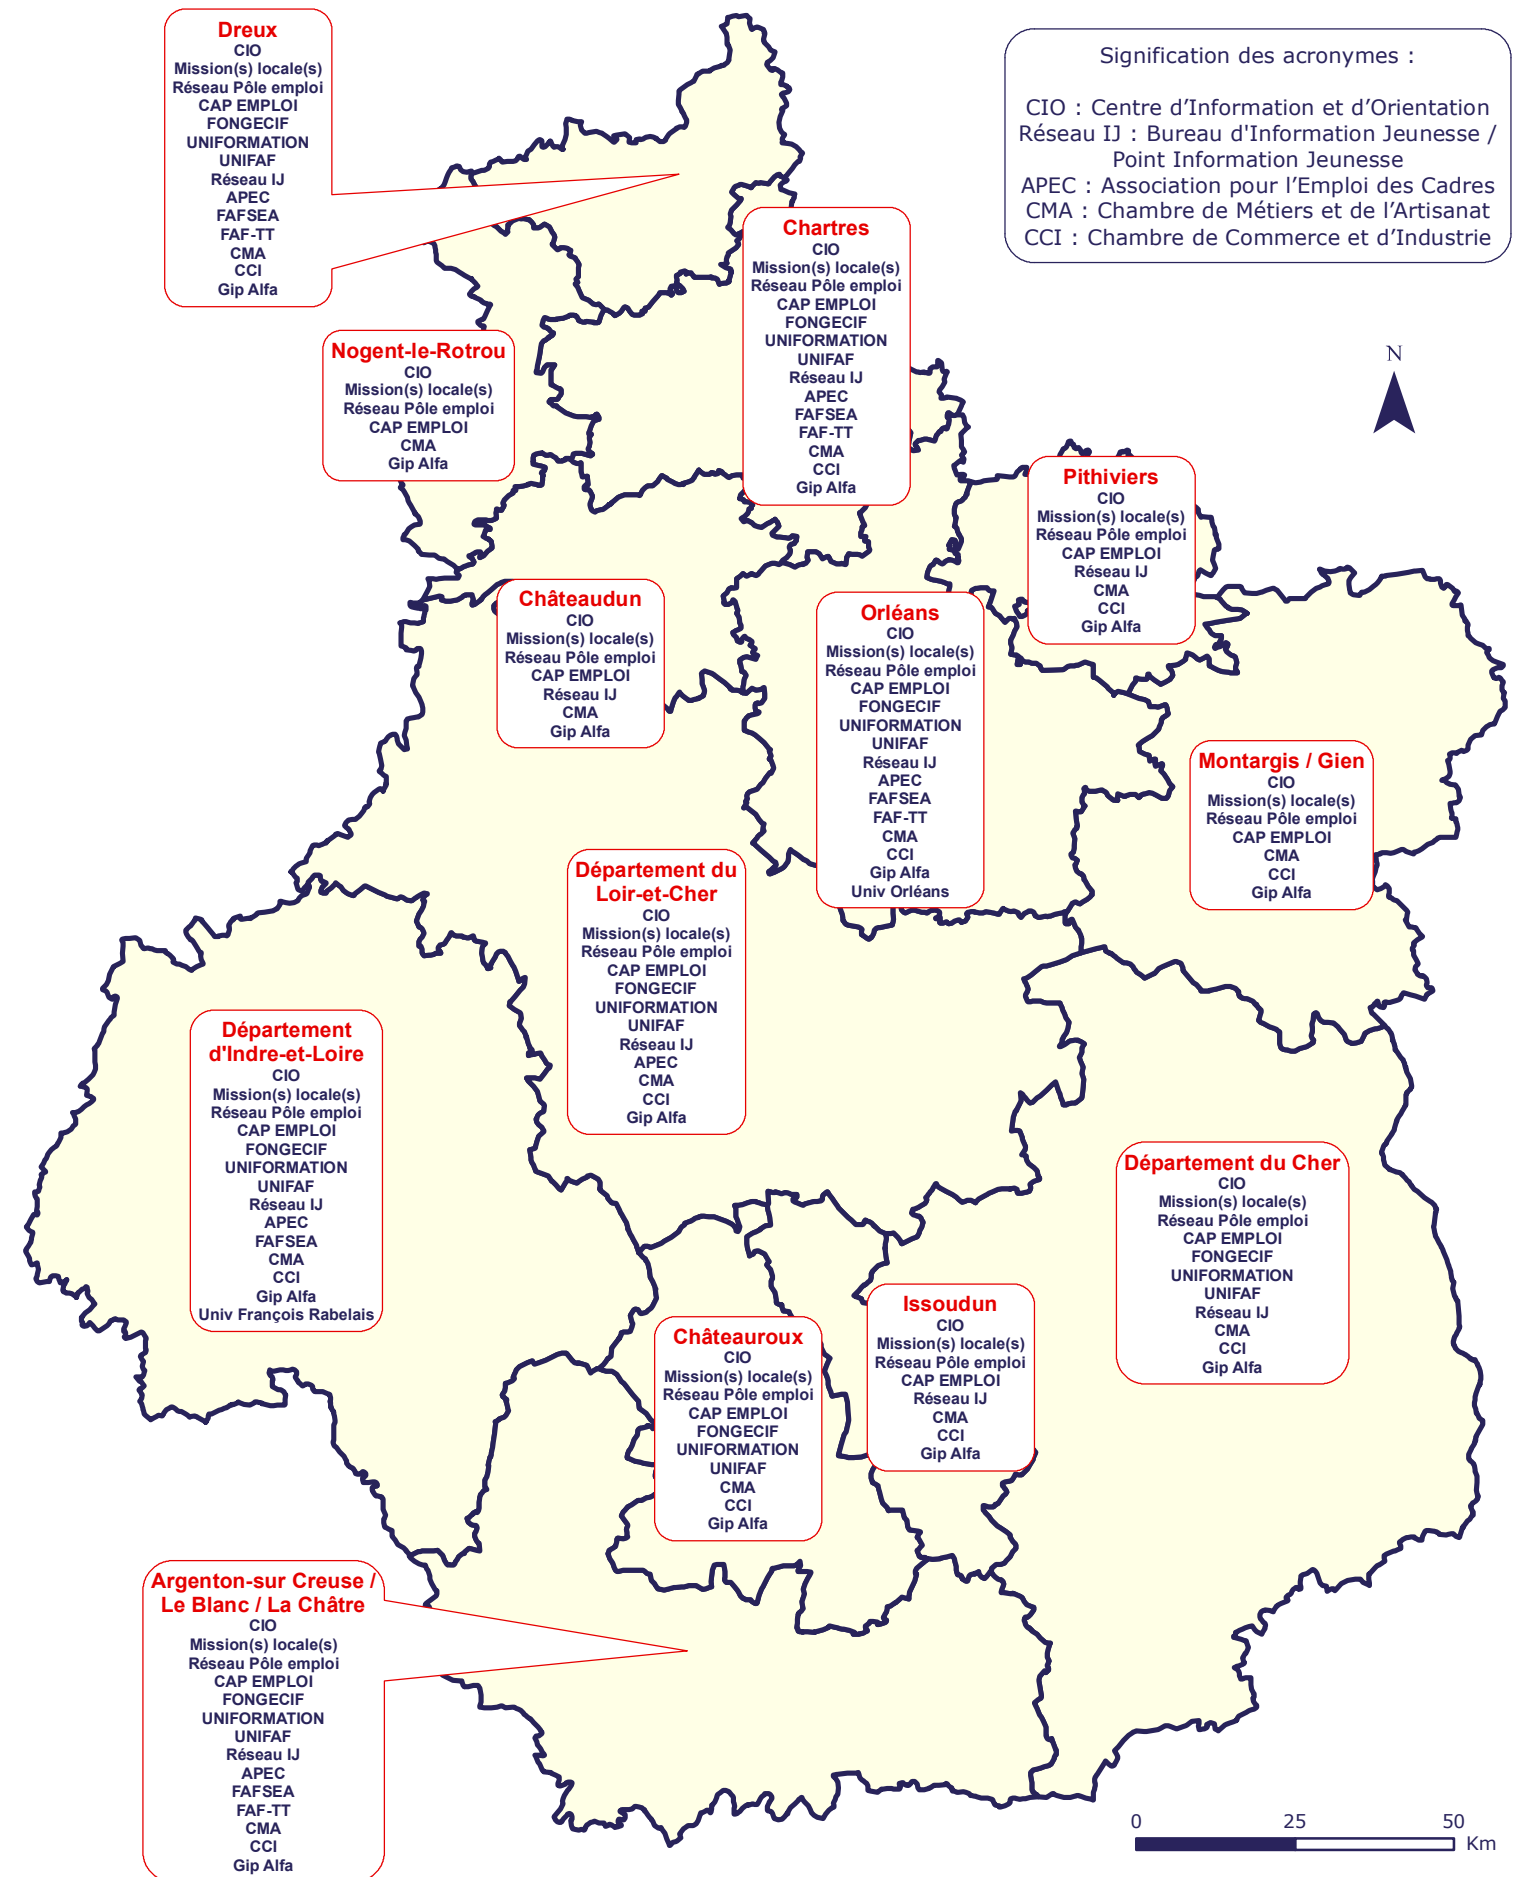 Dreux
CIO
Mission(s) locale(s)
Réseau Pôle emploi
CAP EMPLOI
FONGECIF
UNIFORMATION
UNIFAF
Réseau IJ
APEC
FAFSEA
FAF-TT
CMA
CCI
Gip Alfa
Signification des acronymes :
CIO : Centre d’Information et d’Orientation
Réseau IJ : Bureau d'Information Jeunesse /
Point Information Jeunesse
APEC : Association pour l’Emploi des Cadres
CMA : Chambre de Métiers et de l’Artisanat
CCI : Chambre de Commerce et d’Industrie
Chartres
CIO
Mission(s) locale(s)
Réseau Pôle emploi
CAP EMPLOI
FONGECIF
UNIFORMATION
UNIFAF
Réseau IJ
APEC
FAFSEA
FAF-TT
CMA
CCI
Gip Alfa
Nogent-le-Rotrou
CIO
Mission(s) locale(s)
Réseau Pôle emploi
CAP EMPLOI
CMA
Gip Alfa
N
Pithiviers
CIO
Mission(s) locale(s)
Réseau Pôle emploi
CAP EMPLOI
Réseau IJ
CMA
CCI
Gip Alfa
Châteaudun
CIO
Mission(s) locale(s)
Réseau Pôle emploi
CAP EMPLOI
Réseau IJ
CMA
Gip Alfa
Orléans
CIO
Mission(s) locale(s)
Réseau Pôle emploi
CAP EMPLOI
FONGECIF
UNIFORMATION
UNIFAF
Réseau IJ
APEC
FAFSEA
FAF-TT
CMA
CCI
Gip Alfa
Univ Orléans
Montargis / Gien
CIO
Mission(s) locale(s)
Réseau Pôle emploi
CAP EMPLOI
CMA
CCI
Gip Alfa
Département du
Loir-et-Cher
CIO
Mission(s) locale(s)
Réseau Pôle emploi
CAP EMPLOI
FONGECIF
UNIFORMATION
UNIFAF
Réseau IJ
APEC
CMA
CCI
Gip Alfa
Département
d'Indre-et-Loire
CIO
Mission(s) locale(s)
Réseau Pôle emploi
CAP EMPLOI
FONGECIF
UNIFORMATION
UNIFAF
Réseau IJ
APEC
FAFSEA
CMA
CCI
Gip Alfa
Univ François Rabelais
Département du Cher
CIO
Mission(s) locale(s)
Réseau Pôle emploi
CAP EMPLOI
FONGECIF
UNIFORMATION
UNIFAF
Réseau IJ
CMA
CCI
Gip Alfa
Issoudun
CIO
Mission(s) locale(s)
Réseau Pôle emploi
CAP EMPLOI
Réseau IJ
CMA
CCI
Gip Alfa
Châteauroux
CIO
Mission(s) locale(s)
Réseau Pôle emploi
CAP EMPLOI
FONGECIF
UNIFORMATION
UNIFAF
CMA
CCI
Gip Alfa
Argenton-sur Creuse /
Le Blanc / La Châtre
CIO
Mission(s) locale(s)
Réseau Pôle emploi
CAP EMPLOI
FONGECIF
UNIFORMATION
UNIFAF
Réseau IJ
APEC
FAFSEA
FAF-TT
CMA
CCI
Gip Alfa
0 25 50
Km